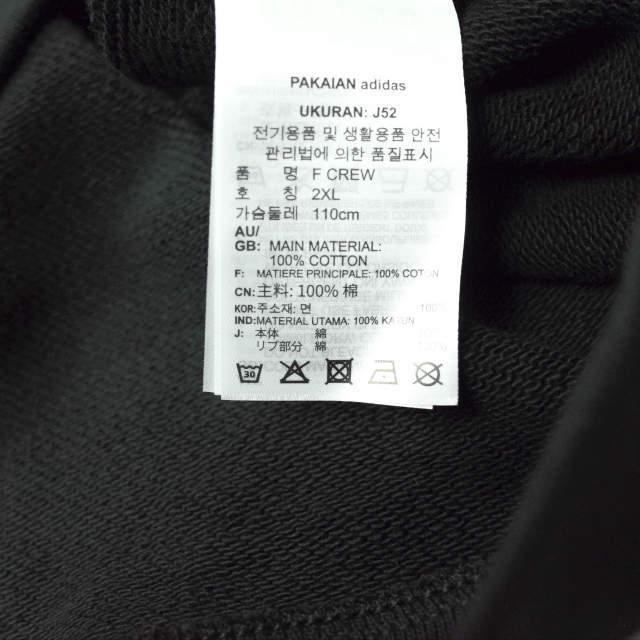 PAKAIAN adidas
UKURAN: J52
전기용품 및 생활용품 안전
관리법에 의한 품질표시
품 명 F CREW
호 칭 2XL
가슴둘레 110cm
AU/
GB: MAIN MATERIAL:
100% COTTON
F: MATIERE PRINCIPALE: 100% COTON
CN: 主料: 100% 棉
KOR: 주소재: 면 100%
IND: MATERIAL UTAMA: 100% KATUN
J: 本体 綿
リブ部分 綿
30